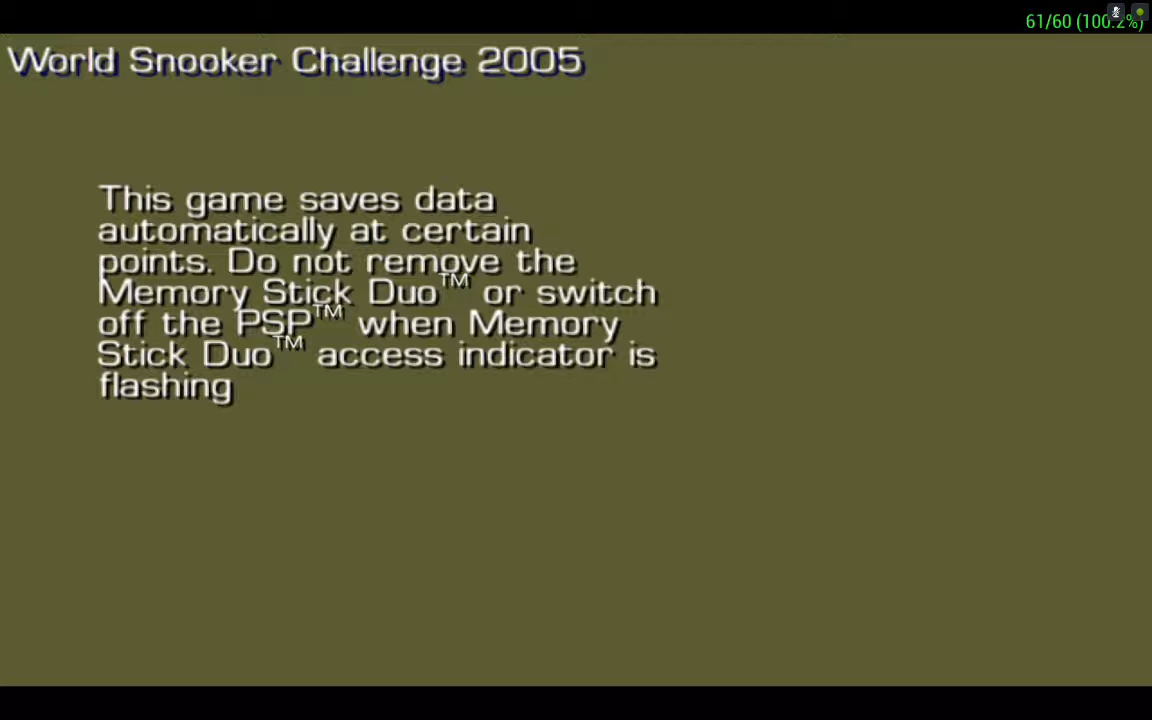 61/60 (100.2%)
World Snooker Challenge 2005
This game saves data
automatically at certain
points. Do not remove the
Memory Stick Duo™ or switch
off the PSP™ when Memory
Stick Duo™ access indicator is
flashing